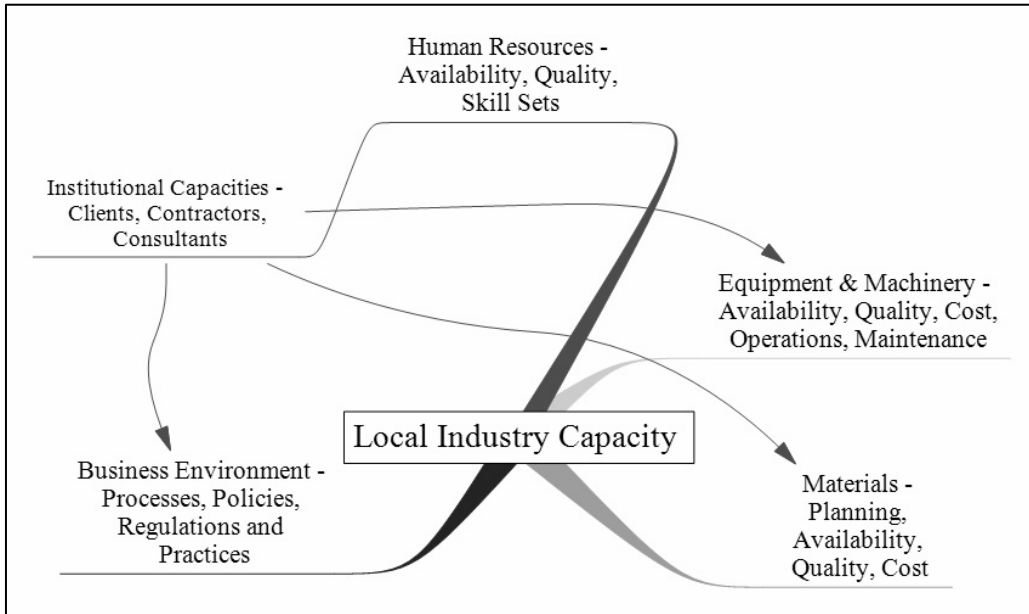 Human Resources -
Availability, Quality,
Skill Sets
Institutional Capacities -
Clients, Contractors,
Consultants
Equipment & Machinery -
Availability, Quality, Cost,
Operations, Maintenance
Local Industry Capacity
Business Environment -
Processes, Policies,
Regulations and
Practices
Materials -
Planning,
Availability,
Quality, Cost